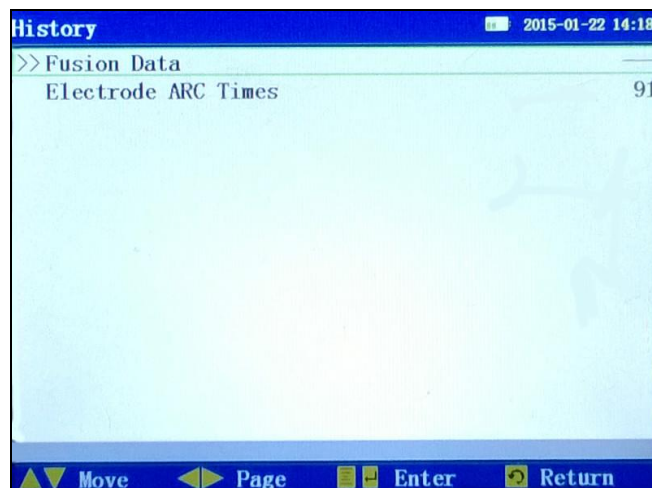 History 2015-01-22 14:18
>>Fusion Data
Electrode ARC Times 91
Move Page Enter Return